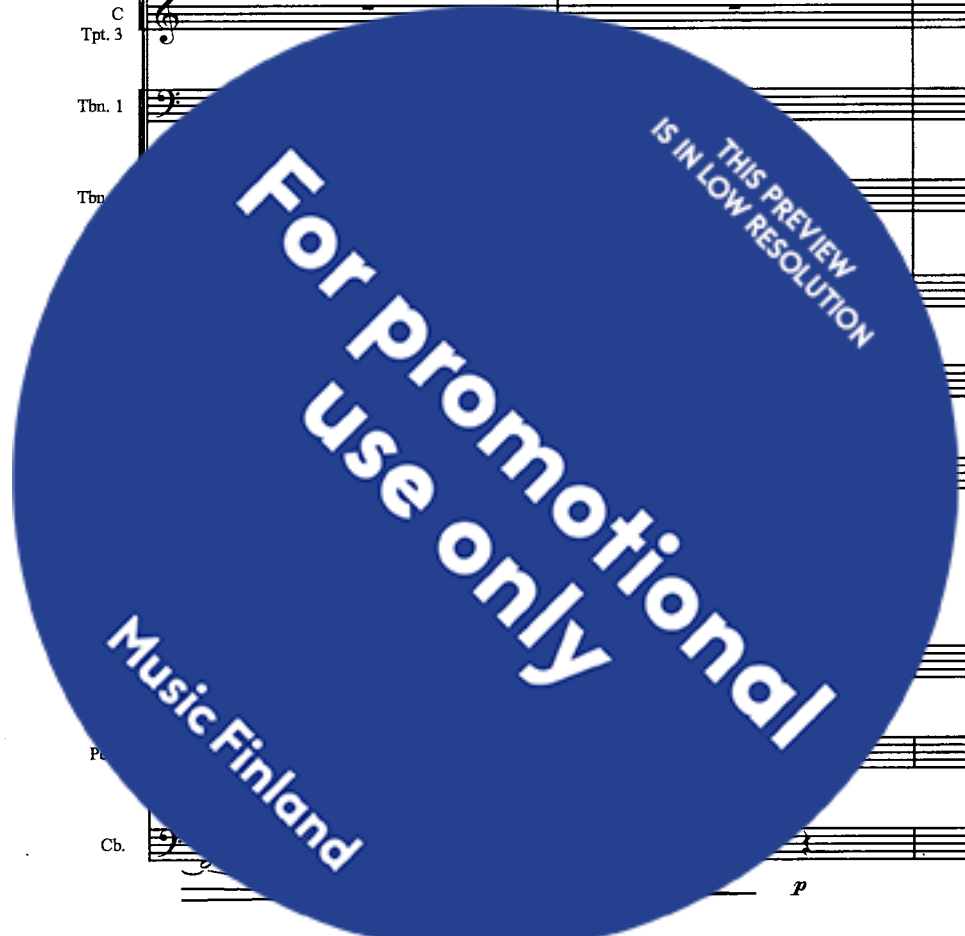 C
Tpt. 3
Tbn. 1
THIS PREVIEW
IS IN LOW RESOLUTION
For promotional
use only
Music Finland
Cb.
p